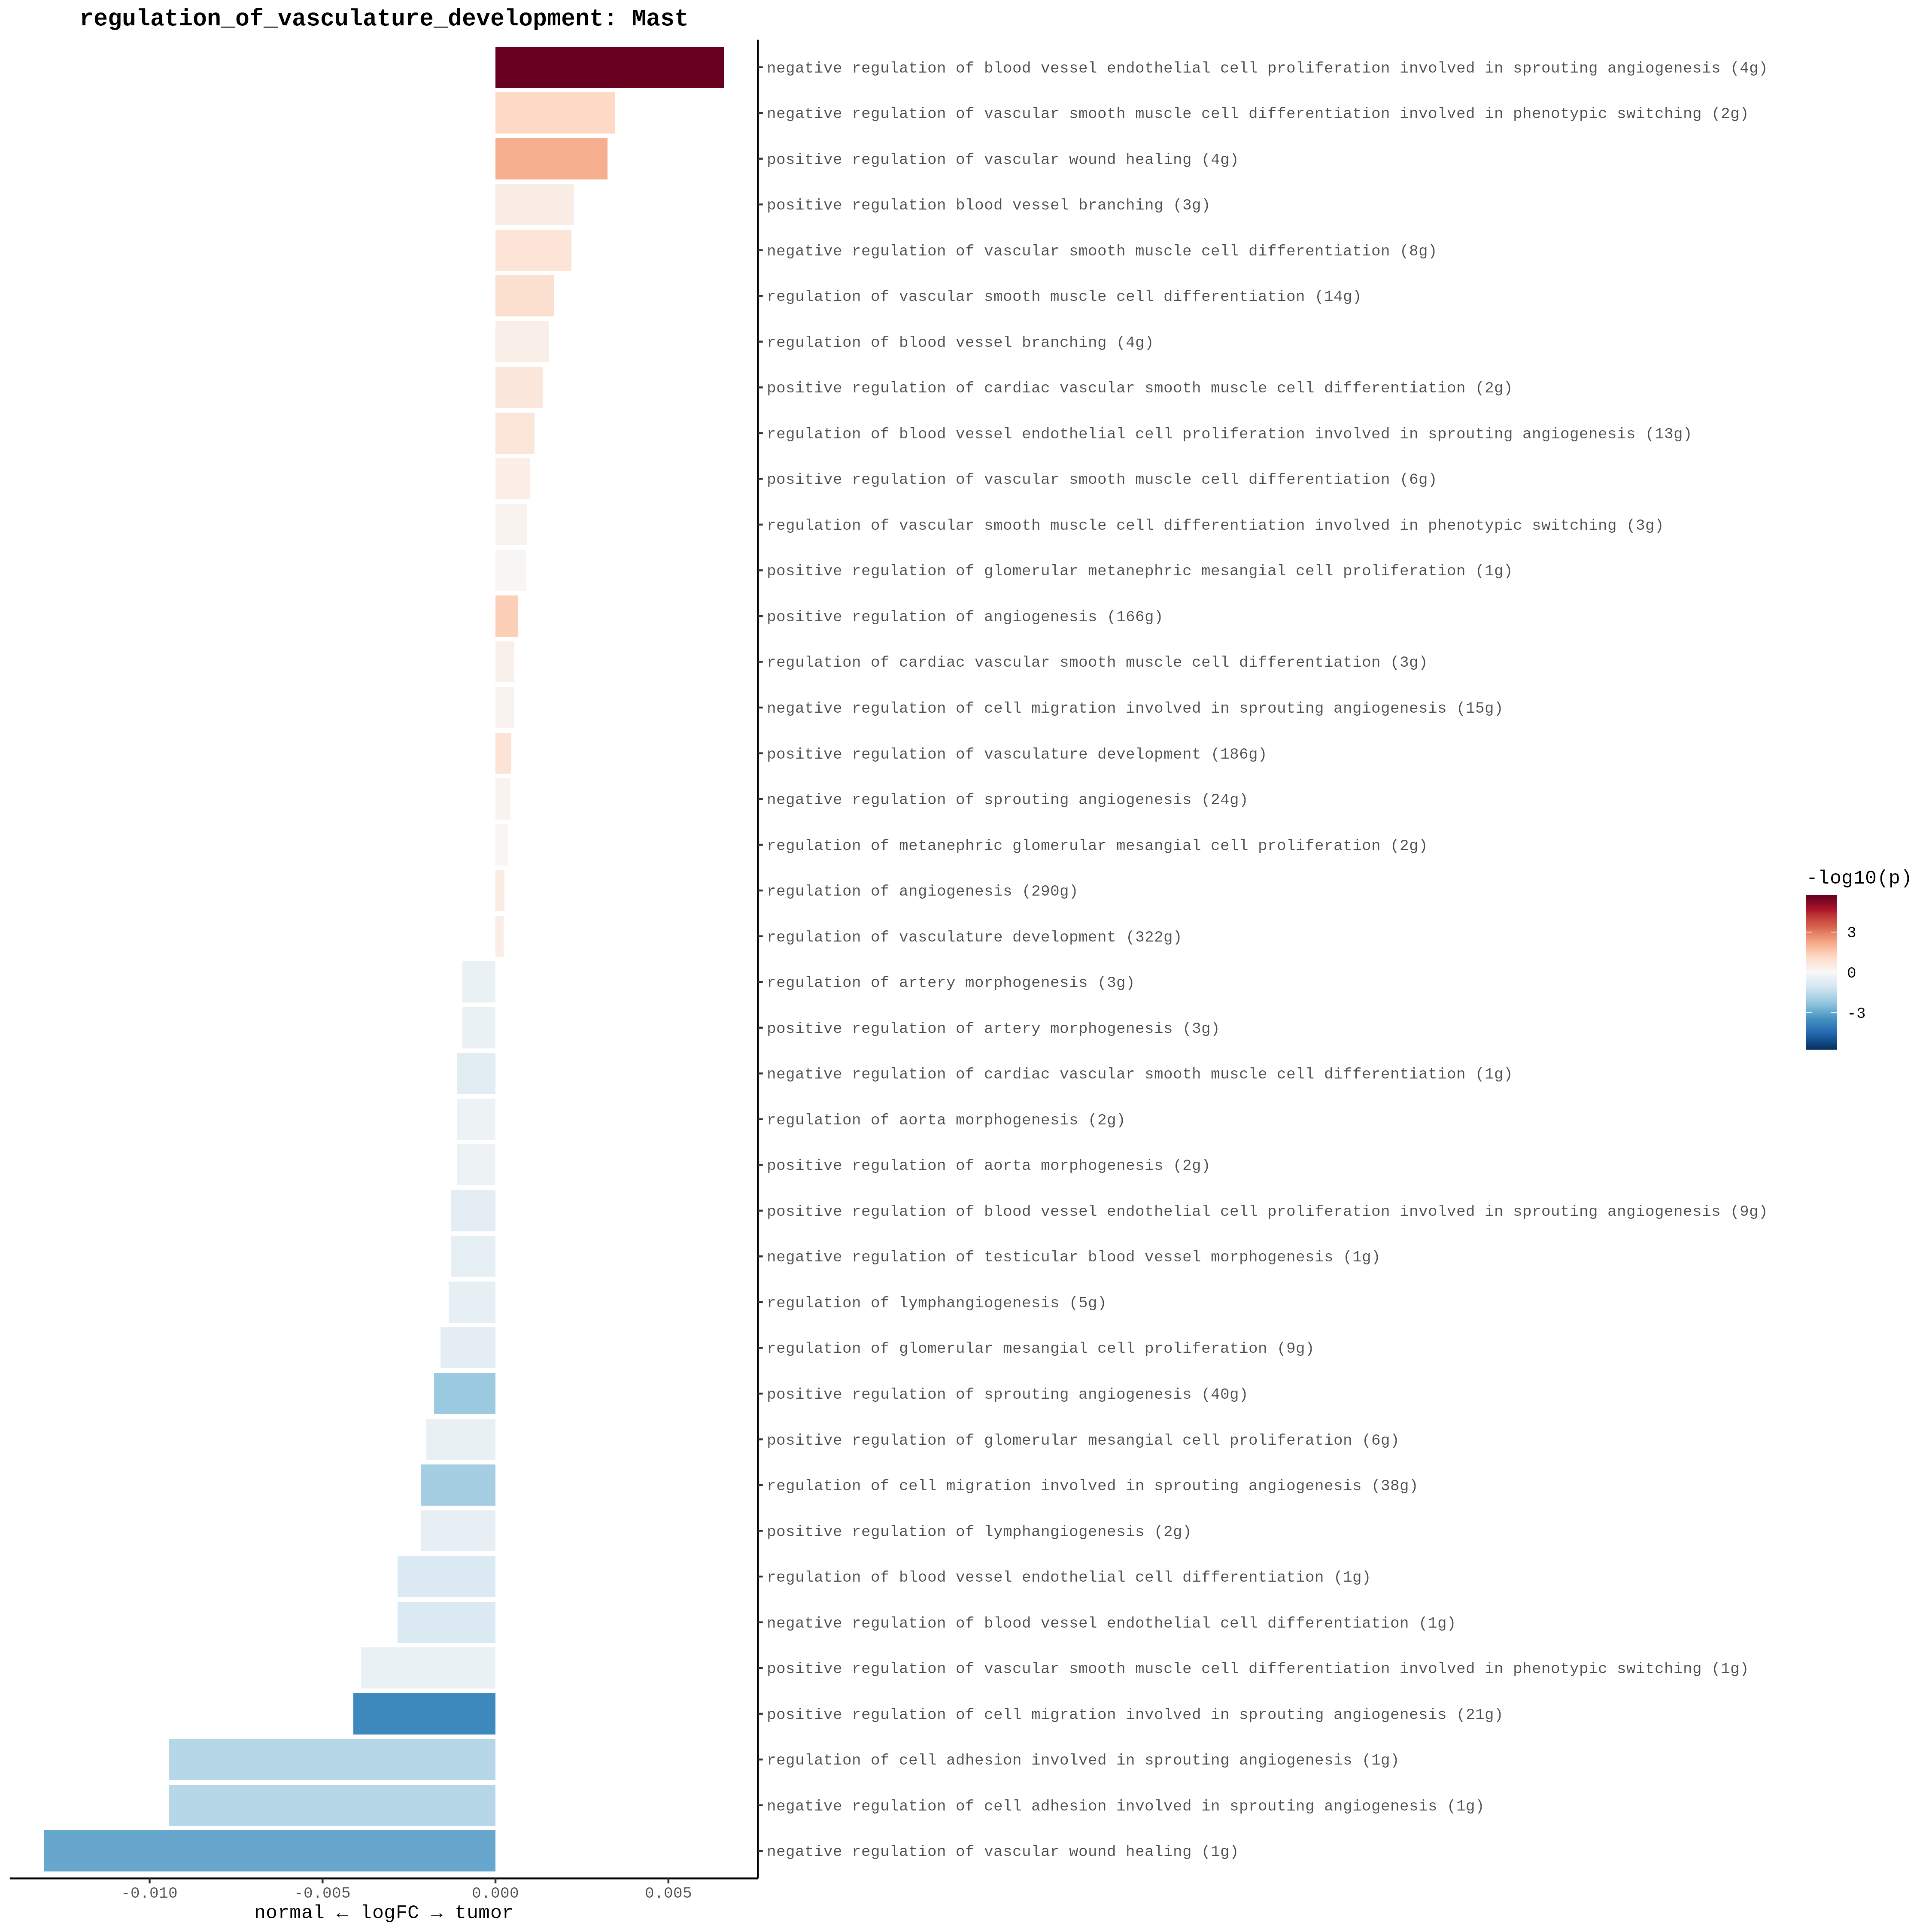 regulation_of_vasculature_development: Mast
negative regulation of blood vessel endothelial cell proliferation involved in sprouting angiogenesis (4g)
negative regulation of vascular smooth muscle cell differentiation involved in phenotypic switching (2g)
positive regulation of vascular wound healing (4g)
positive regulation blood vessel branching (3g)
negative regulation of vascular smooth muscle cell differentiation (8g)
regulation of vascular smooth muscle cell differentiation (14g)
regulation of blood vessel branching (4g)
positive regulation of cardiac vascular smooth muscle cell differentiation (2g)
regulation of blood vessel endothelial cell proliferation involved in sprouting angiogenesis (13g)
positive regulation of vascular smooth muscle cell differentiation (6g)
regulation of vascular smooth muscle cell differentiation involved in phenotypic switching (3g)
positive regulation of glomerular metanephric mesangial cell proliferation (1g)
positive regulation of angiogenesis (166g)
regulation of cardiac vascular smooth muscle cell differentiation (3g)
negative regulation of cell migration involved in sprouting angiogenesis (15g)
positive regulation of vasculature development (186g)
negative regulation of sprouting angiogenesis (24g)
regulation of metanephric glomerular mesangial cell proliferation (2g)
regulation of angiogenesis (290g)
regulation of vasculature development (322g)
regulation of artery morphogenesis (3g)
positive regulation of artery morphogenesis (3g)
negative regulation of cardiac vascular smooth muscle cell differentiation (1g)
regulation of aorta morphogenesis (2g)
positive regulation of aorta morphogenesis (2g)
positive regulation of blood vessel endothelial cell proliferation involved in sprouting angiogenesis (9g)
negative regulation of testicular blood vessel morphogenesis (1g)
regulation of lymphangiogenesis (5g)
regulation of glomerular mesangial cell proliferation (9g)
positive regulation of sprouting angiogenesis (40g)
positive regulation of glomerular mesangial cell proliferation (6g)
regulation of cell migration involved in sprouting angiogenesis (38g)
positive regulation of lymphangiogenesis (2g)
regulation of blood vessel endothelial cell differentiation (1g)
negative regulation of blood vessel endothelial cell differentiation (1g)
positive regulation of vascular smooth muscle cell differentiation involved in phenotypic switching (1g)
positive regulation of cell migration involved in sprouting angiogenesis (21g)
regulation of cell adhesion involved in sprouting angiogenesis (1g)
negative regulation of cell adhesion involved in sprouting angiogenesis (1g)
negative regulation of vascular wound healing (1g)
-0.010 -0.005 0.000 0.005
normal ← logFC → tumor
-log10(p)
3
0
-3